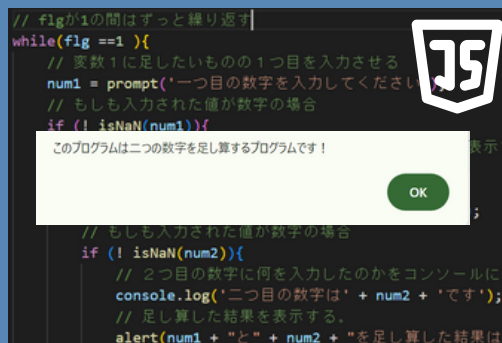 // flgが1の間はずっと繰り返す
while(flg ==1 ){
// 変数１に足したいものの１つ目を入力させる
num1 = prompt('一つ目の数字を入力してください
JS
// もしも入力された値が数字の場合
if (! isNaN(num1)){
表示
このプログラムは二つの数字を足し算するプログラムです！
OK
;
// もしも入力された値が数字の場合
if (! isNaN(num2)){
// ２つ目の数字に何を入力したのかをコンソールに
console.log('二つ目の数字は' + num2 + 'です');
// 足し算した結果を表示する。
alert(num1 + "と" + num2 + "を足し算した結果は